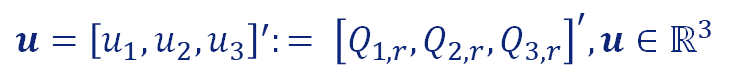 𝒖 = [u₁, u₂, u₃]′: = [Q₁,ᵣ, Q₂,ᵣ, Q₃,ᵣ]′, 𝒖 ∈ ℝ³